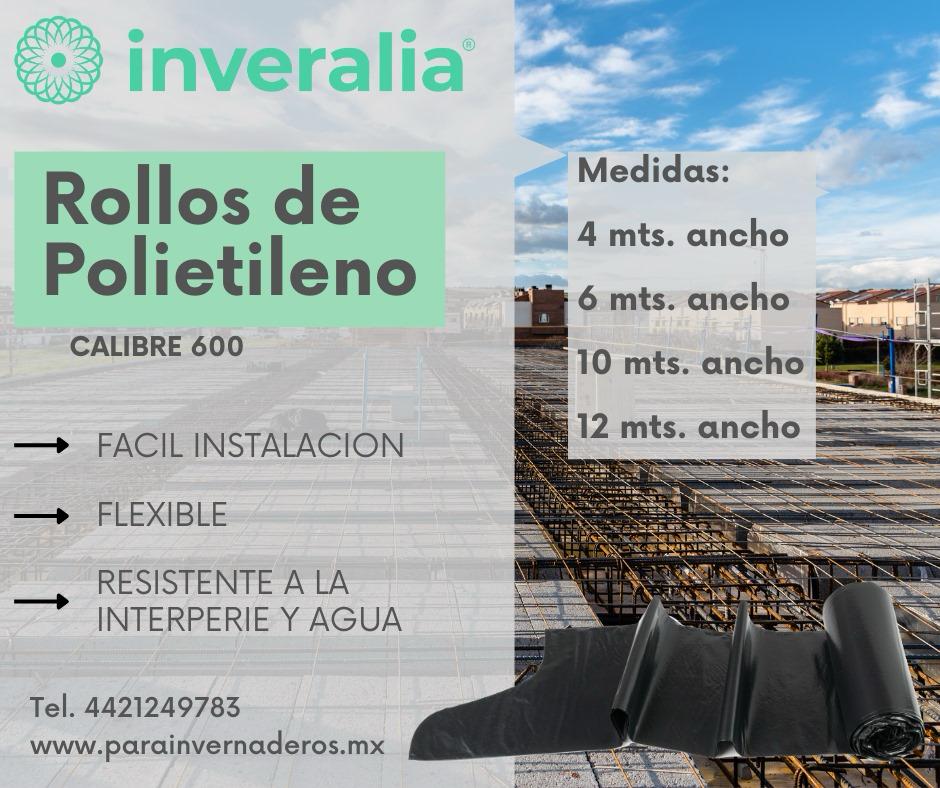 inveralia®
Rollos de
Polietileno
CALIBRE 600
FACIL INSTALACION
FLEXIBLE
RESISTENTE A LA
INTERPERIE Y AGUA
Tel. 4421249783
www.parainvernaderos.mx
Medidas:
4 mts. ancho
6 mts. ancho
10 mts. ancho
12 mts. ancho